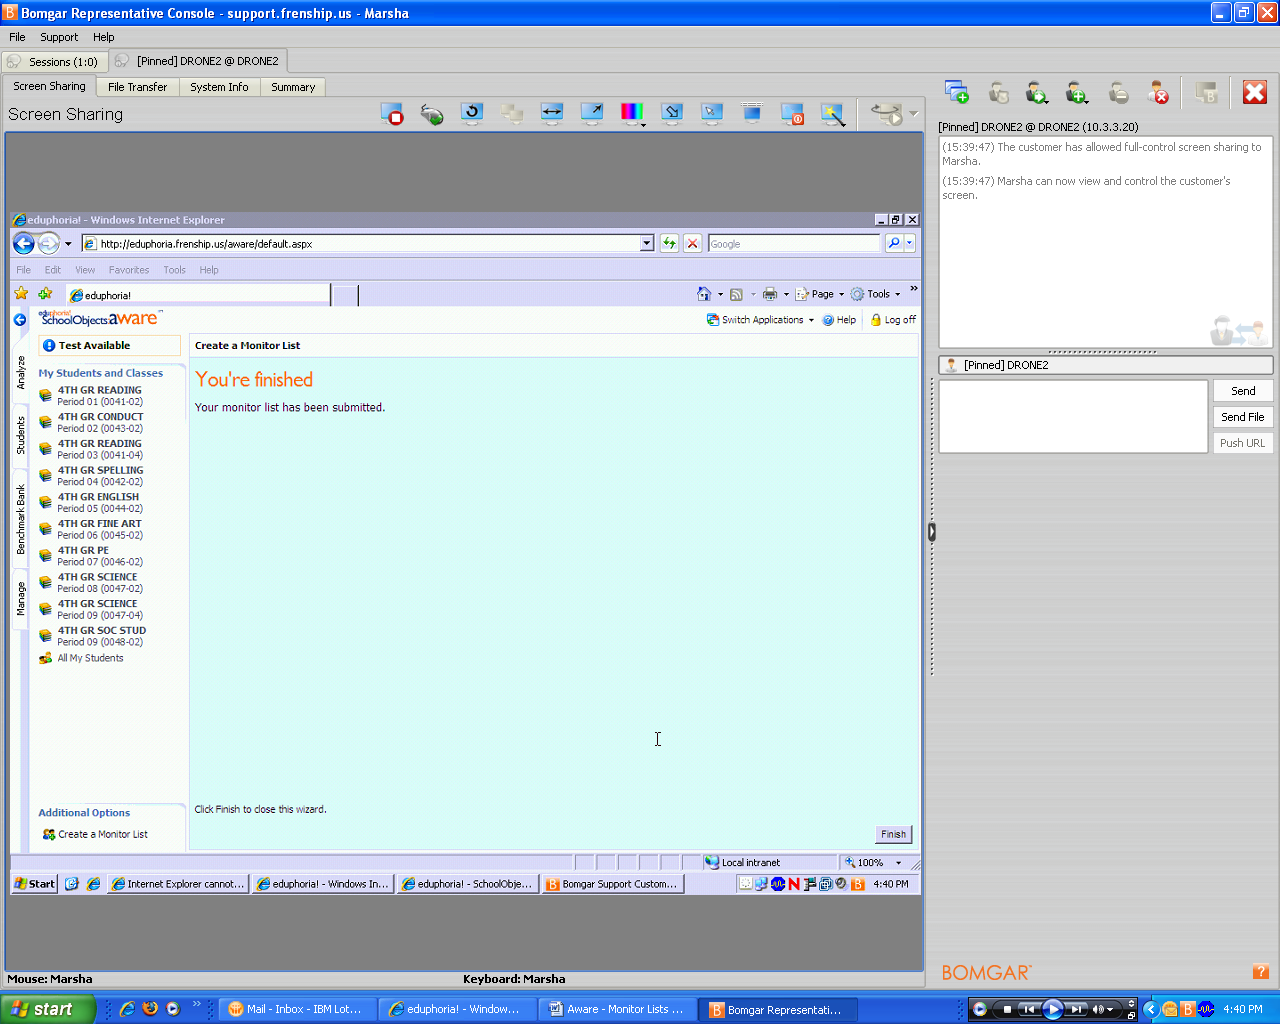 Bomgar Representative Console - support.frenship.us - Marsha
File Support Help
Sessions (1:0) [Pinned] DRONE2 @ DRONE2
Screen Sharing File Transfer System Info Summary
Screen Sharing
[Pinned] DRONE2 @ DRONE2 (10.3.3.20)
(15:39:47) The customer has allowed full-control screen sharing to
Marsha.
(15:39:47) Marsha can now view and control the customer's
screen.
[Pinned] DRONE2
Send
Send File
Push URL
eduphoria! - Windows Internet Explorer
http://eduphoria.frenship.us/aware/default.aspx
Google
File Edit View Favorites Tools Help
eduphoria!
Page Tools
eduphoria!
SchoolObjects:aware
Switch Applications Help Log off
Analyze
Students
Benchmark Bank
Manage
Test Available
My Students and Classes
4TH GR READING
Period 01 (0041-02)
4TH GR CONDUCT
Period 02 (0043-02)
4TH GR READING
Period 03 (0041-04)
4TH GR SPELLING
Period 04 (0042-02)
4TH GR ENGLISH
Period 05 (0044-02)
4TH GR FINE ART
Period 06 (0045-02)
4TH GR PE
Period 07 (0046-02)
4TH GR SCIENCE
Period 08 (0047-02)
4TH GR SCIENCE
Period 09 (0047-04)
4TH GR SOC STUD
Period 09 (0048-02)
All My Students
Additional Options
Create a Monitor List
Create a Monitor List
You're finished
Your monitor list has been submitted.
Click Finish to close this wizard.
Finish
Local intranet 100%
Start Internet Explorer cannot... eduphoria! - Windows In... eduphoria! - SchoolObje... Bomgar Support Custom... 4:40 PM
Mouse: Marsha Keyboard: Marsha
BOMGAR
start Mail - Inbox - IBM Lot... eduphoria! - Window... Aware - Monitor Lists ... Bomgar Representati... 4:40 PM